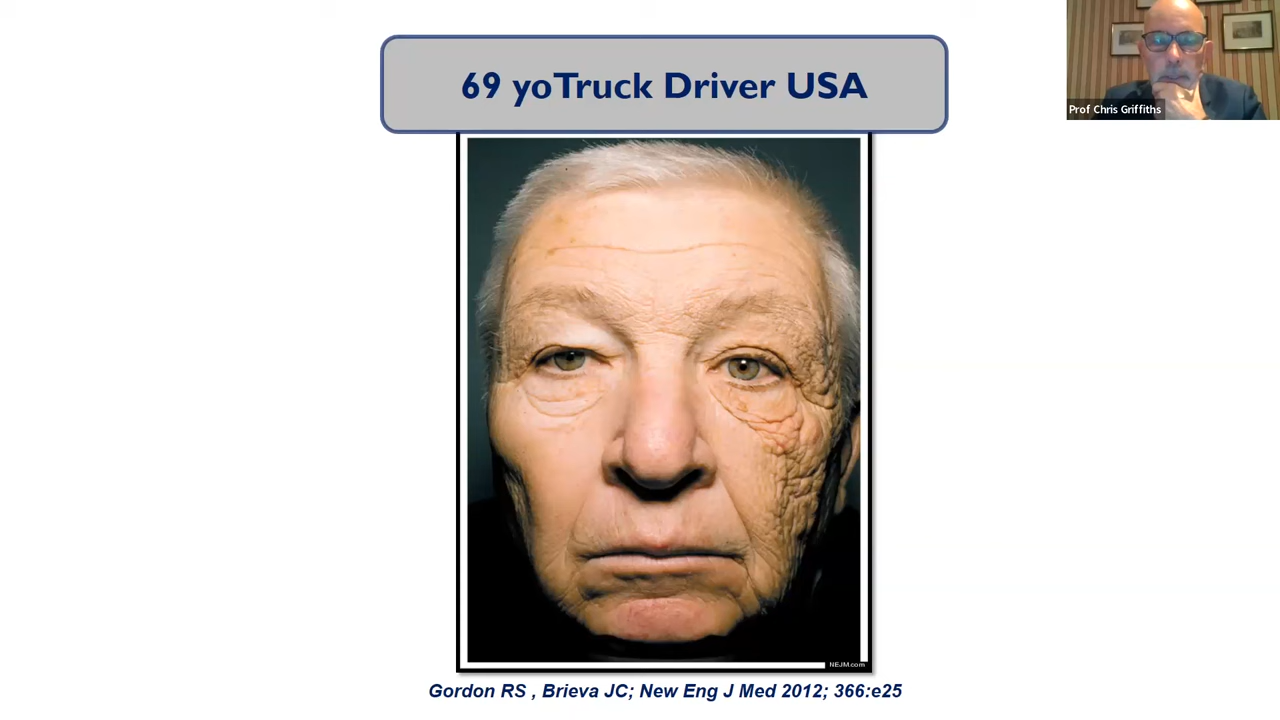 69 yoTruck Driver USA
Prof Chris Griffiths
NEJM.com
Gordon RS , Brieva JC; New Eng J Med 2012; 366:e25